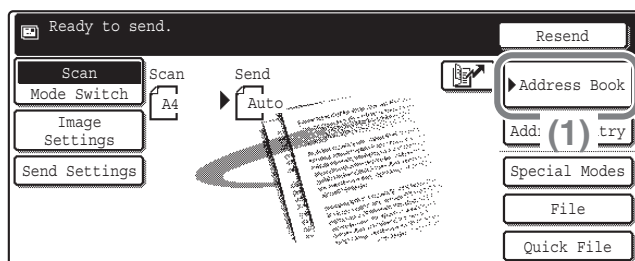 Ready to send.
Resend
Scan
Mode Switch
Scan
A4
Send
Auto
Address Book
Image
Settings
(1)
Send Settings
Special Modes
File
Quick File